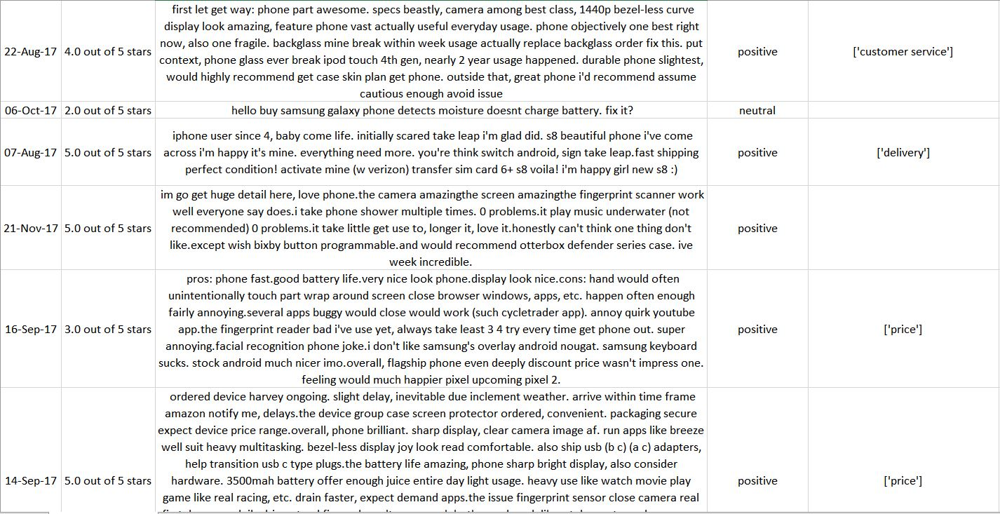 first let get way: phone part awesome. specs beastly, camera among best class, 1440p bezel-less curve
display look amazing, feature phone vast actually useful everyday usage. phone objectively one best right
now, also one fragile. backglass mine break within week usage actually replace backglass order fix this. put
22-Aug-17 4.0 out of 5 stars context, phone glass ever break ipod touch 4th gen, nearly 2 year usage happened. durable phone slightest, positive ['customer service']
would highly recommend get case skin plan get phone. outside that, great phone i'd recommend assume
cautious enough avoid issue
06-Oct-17 2.0 out of 5 stars hello buy samsung galaxy phone detects moisture doesnt charge battery. fix it? neutral
iphone user since 4, baby come life. initially scared take leap i'm glad did. s8 beautiful phone i've come
07-Aug-17 5.0 out of 5 stars across i'm happy it's mine. everything need more. you're think switch android, sign take leap.fast shipping positive ['delivery']
perfect condition! activate mine (w verizon) transfer sim card 6+ s8 voila! i'm happy girl new s8 :)
im go get huge detail here, love phone.the camera amazingthe screen amazingthe fingerprint scanner work
well everyone say does.i take phone shower multiple times. 0 problems.it play music underwater (not
21-Nov-17 5.0 out of 5 stars recommended) 0 problems.it take little get use to, longer it, love it.honestly can't think one thing don't positive
like.except wish bixby button programmable.and would recommend otterbox defender series case. ive
week incredible.
pros: phone fast.good battery life.very nice look phone.display look nice.cons: hand would often
unintentionally touch part wrap around screen close browser windows, apps, etc. happen often enough
fairly annoying.several apps buggy would close would work (such cycletrader app). annoy quirk youtube
16-Sep-17 3.0 out of 5 stars app.the fingerprint reader bad i've use yet, always take least 3 4 try every time get phone out. super positive ['price']
annoying.facial recognition phone joke.i don't like samsung's overlay android nougat. samsung keyboard
sucks. stock android much nicer imo.overall, flagship phone even deeply discount price wasn't impress one.
feeling would much happier pixel upcoming pixel 2.
ordered device harvey ongoing. slight delay, inevitable due inclement weather. arrive within time frame
amazon notify me, delays.the device group case screen protector ordered, convenient. packaging secure
expect device price range.overall, phone brilliant. sharp display, clear camera image af. run apps like breeze
well suit heavy multitasking. bezel-less display joy look read comfortable. also ship usb (b c) (a c) adapters,
help transition usb c type plugs.the battery life amazing, phone sharp bright display, also consider
14-Sep-17 5.0 out of 5 stars hardware. 3500mah battery offer enough juice entire day light usage. heavy use like watch movie play positive ['price']
game like real racing, etc. drain faster, expect demand apps.the issue fingerprint sensor close camera real